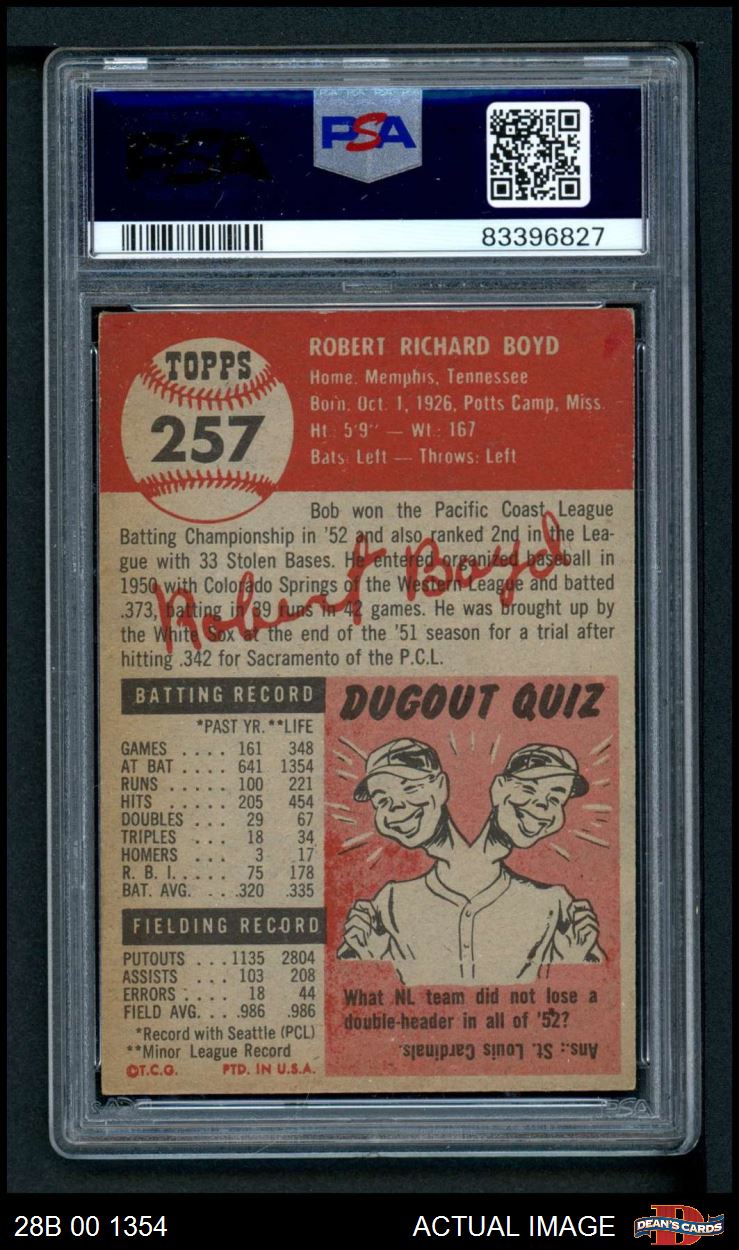 PSA
PSA
83396827
TOPPS
257
ROBERT RICHARD BOYD
Home. Memphis, Tennessee
Born. Oct. 1, 1926, Potts Camp, Miss.
Ht: 5'9" — Wt.: 167
Bats: Left — Throws: Left
Bob won the Pacific Coast League
Batting Championship in '52 and also ranked 2nd in the Lea-
gue with 33 Stolen Bases. He entered organized baseball in
1950 with Colorado Springs of the Western League and batted
.373, batting in 39 runs in 42 games. He was brought up by
the White Sox at the end of the '51 season for a trial after
hitting .342 for Sacramento of the P.C.L.
Robert Boyd
BATTING RECORD
*PAST YR. **LIFE
GAMES .... 161 348
AT BAT .... 641 1354
RUNS ..... 100 221
HITS ...... 205 454
DOUBLES ... 29 67
TRIPLES ... 18 34
HOMERS ... 3 17
R. B. I. ..... 75 178
BAT. AVG. ... .320 .335
FIELDING RECORD
PUTOUTS ... 1135 2804
ASSISTS .... 103 208
ERRORS .... 18 44
FIELD AVG. ... .986 .986
*Record with Seattle (PCL)
**Minor League Record
©T.C.G. PTD. IN U.S.A.
DUGOUT QUIZ
What NL team did not lose a
double-header in all of '52?
Ans.: St. Louis Cardinals.
PSA
28B 00 1354 ACTUAL IMAGE
DEAN'S CARDS